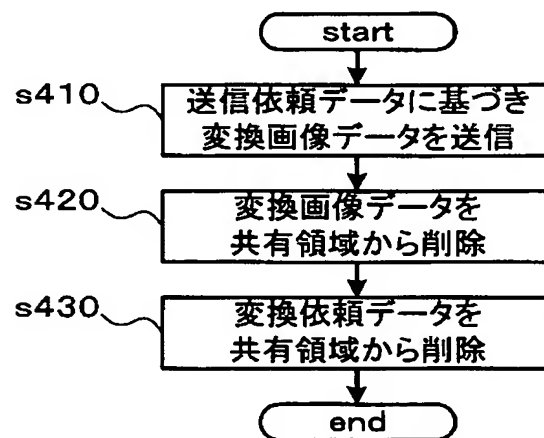 start
s410
送信依頼データに基づき
変換画像データを送信
s420
変換画像データを
共有領域から削除
s430
変換依頼データを
共有領域から削除
end